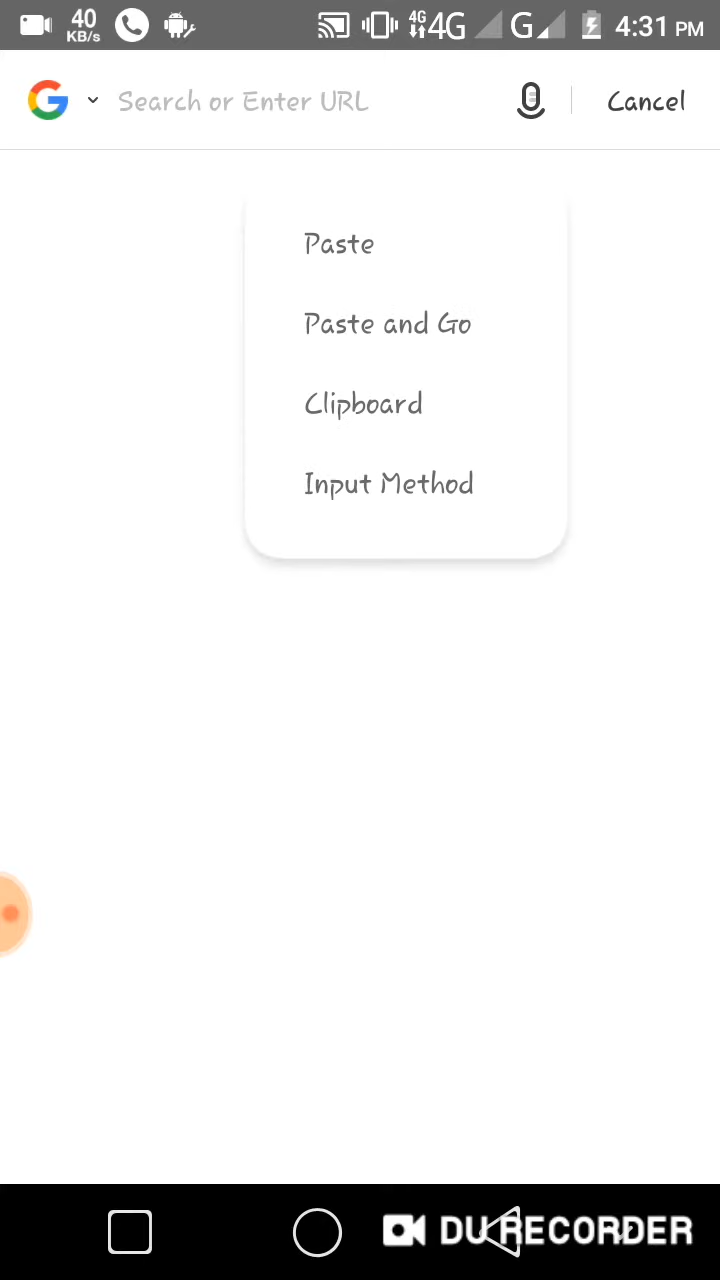 40
KB/s
4G
4G
G
4:31 PM
Search or Enter URL
Cancel
Paste
Paste and Go
Clipboard
Input Method
DU RECORDER